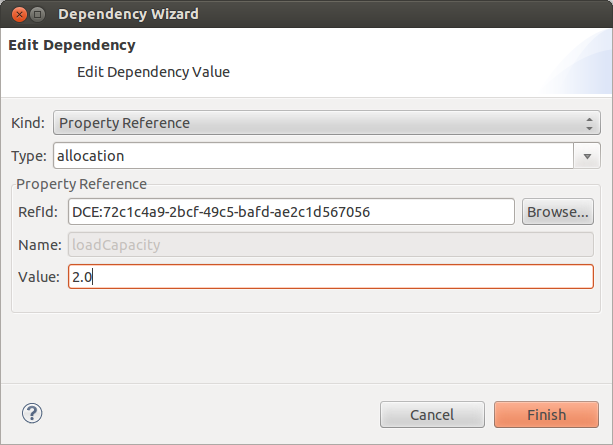 Dependency Wizard
Edit Dependency
Edit Dependency Value
Kind: Property Reference
Type: allocation
Property Reference
RefId: DCE:72c1c4a9-2bcf-49c5-bafd-ae2c1d567056 Browse...
Name: loadCapacity
Value: 2.0
? Cancel Finish